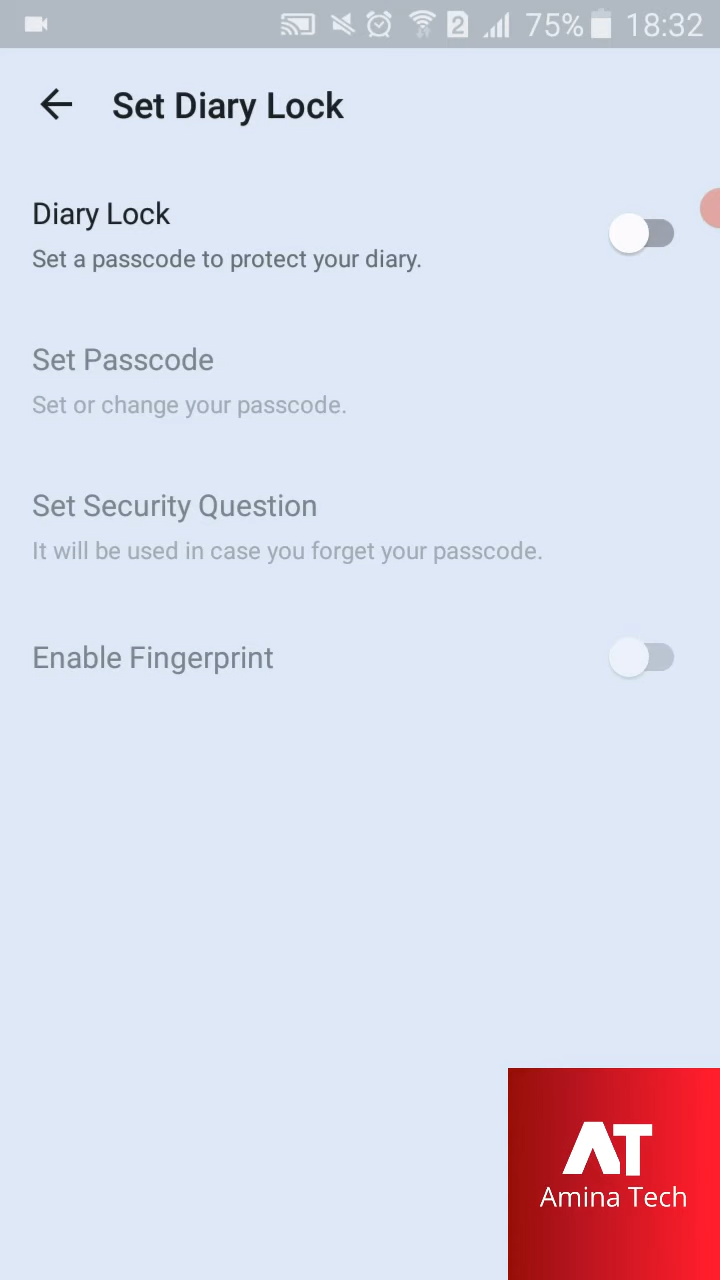 2 75% 18:32
Set Diary Lock
Diary Lock
Set a passcode to protect your diary.
Set Passcode
Set or change your passcode.
Set Security Question
It will be used in case you forget your passcode.
Enable Fingerprint
AT
Amina Tech